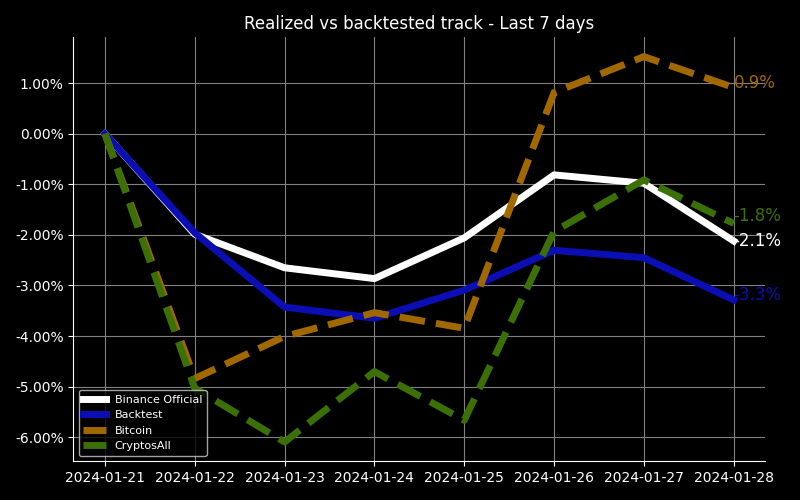 Realized vs backtested track - Last 7 days
1.00%
0.00%
-1.00%
-2.00%
-3.00%
-4.00%
-5.00%
-6.00%
0.9%
-1.8%
-2.1%
-3.3%
Binance Official
Backtest
Bitcoin
CryptosAll
2024-01-21 2024-01-22 2024-01-23 2024-01-24 2024-01-25 2024-01-26 2024-01-27 2024-01-28